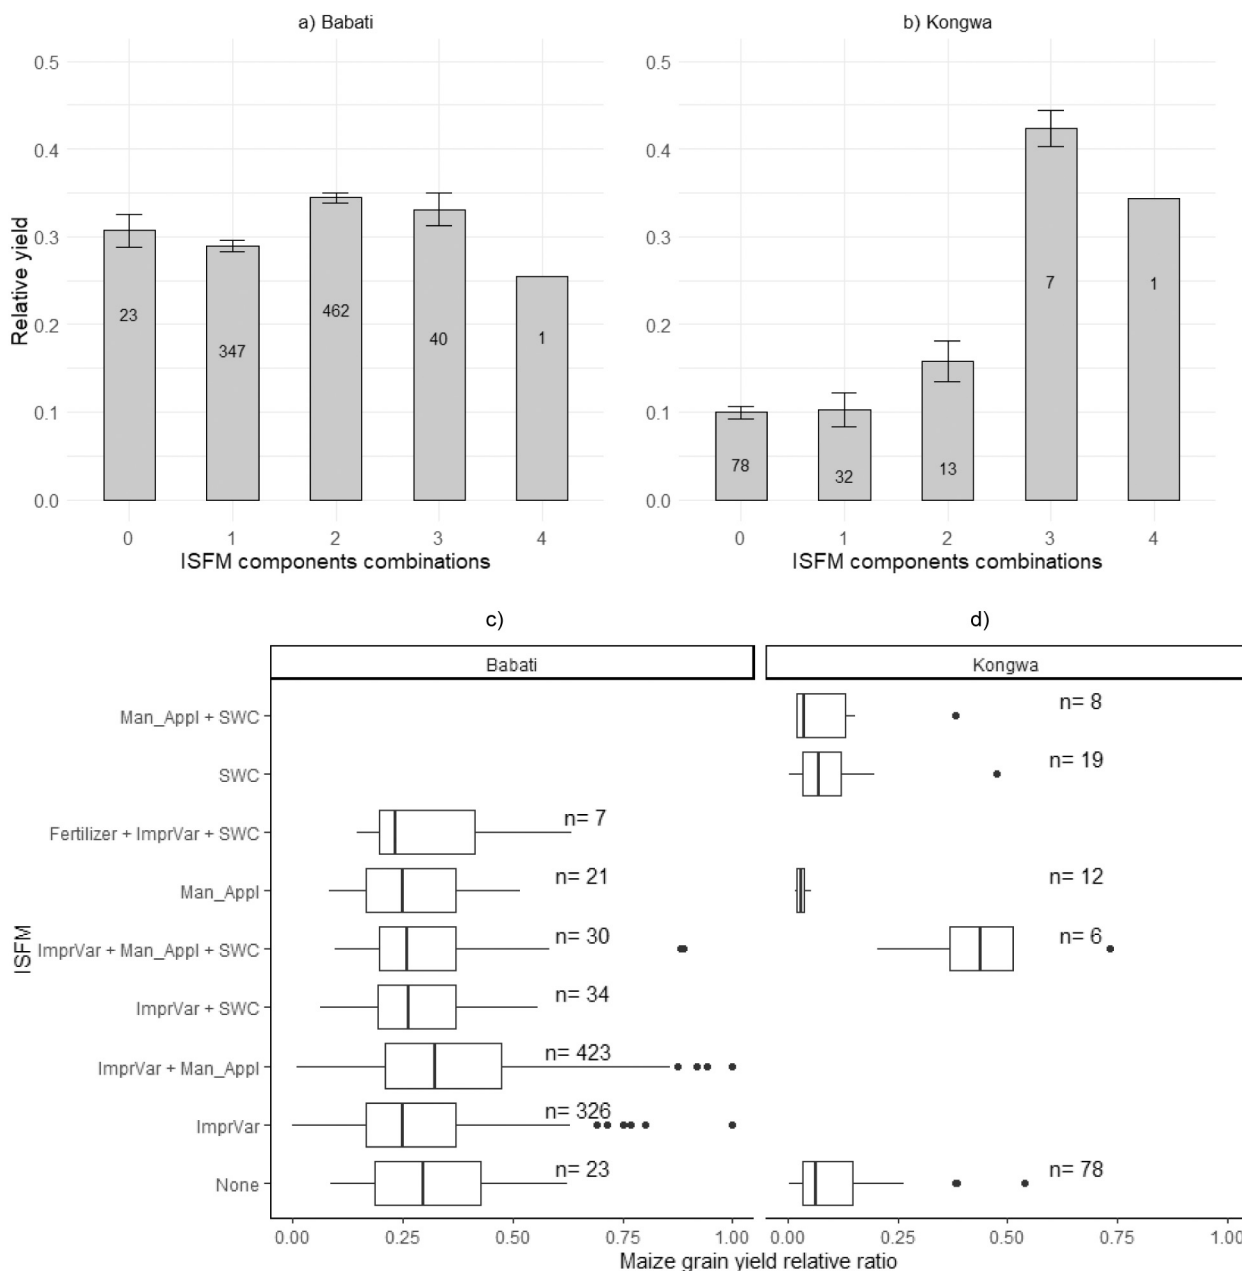 a) Babati
b) Kongwa
Relative yield
0.5
0.4
0.3
0.2
0.1
0.0
23
347
462
40
1
0 1 2 3 4
ISFM components combinations
0.5
0.4
0.3
0.2
0.1
0.0
78
32
13
7
1
0 1 2 3 4
ISFM components combinations
c)
d)
Babati
Kongwa
ISFM
Man_Appl + SWC
n= 8
SWC
n= 19
Fertilizer + ImprVar + SWC
n= 7
Man_Appl
n= 21
n= 12
ImprVar + Man_Appl + SWC
n= 30
n= 6
ImprVar + SWC
n= 34
ImprVar + Man_Appl
n= 423
ImprVar
n= 326
None
n= 23
n= 78
0.00 0.25 0.50 0.75 1.00
0.00 0.25 0.50 0.75 1.00
Maize grain yield relative ratio